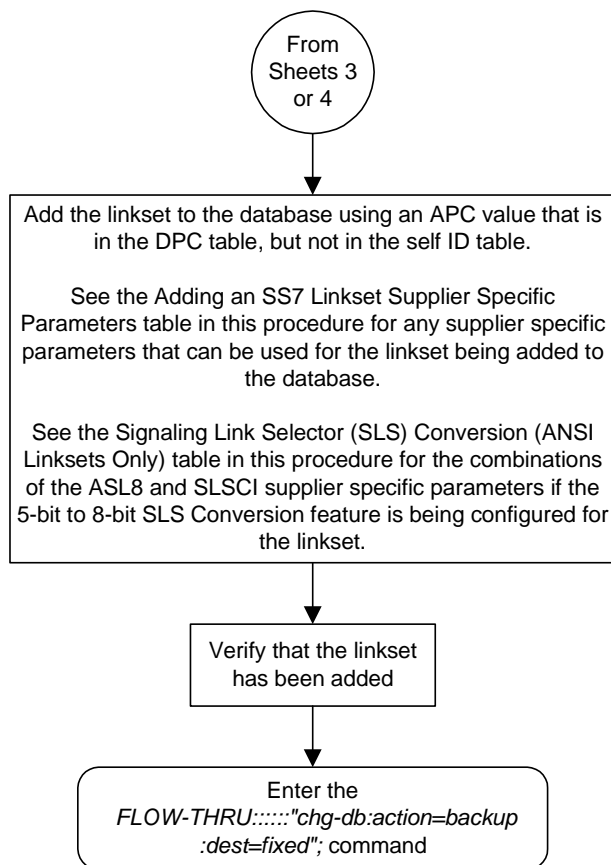 From
Sheets 3
or 4
Add the linkset to the database using an APC value that is
in the DPC table, but not in the self ID table.
See the Adding an SS7 Linkset Supplier Specific
Parameters table in this procedure for any supplier specific
parameters that can be used for the linkset being added to
the database.
See the Signaling Link Selector (SLS) Conversion (ANSI
Linksets Only) table in this procedure for the combinations
of the ASL8 and SLSCI supplier specific parameters if the
5-bit to 8-bit SLS Conversion feature is being configured for
the linkset.
Verify that the linkset
has been added
Enter the
FLOW-THRU::::::"chg-db:action=backup
:dest=fixed"; command